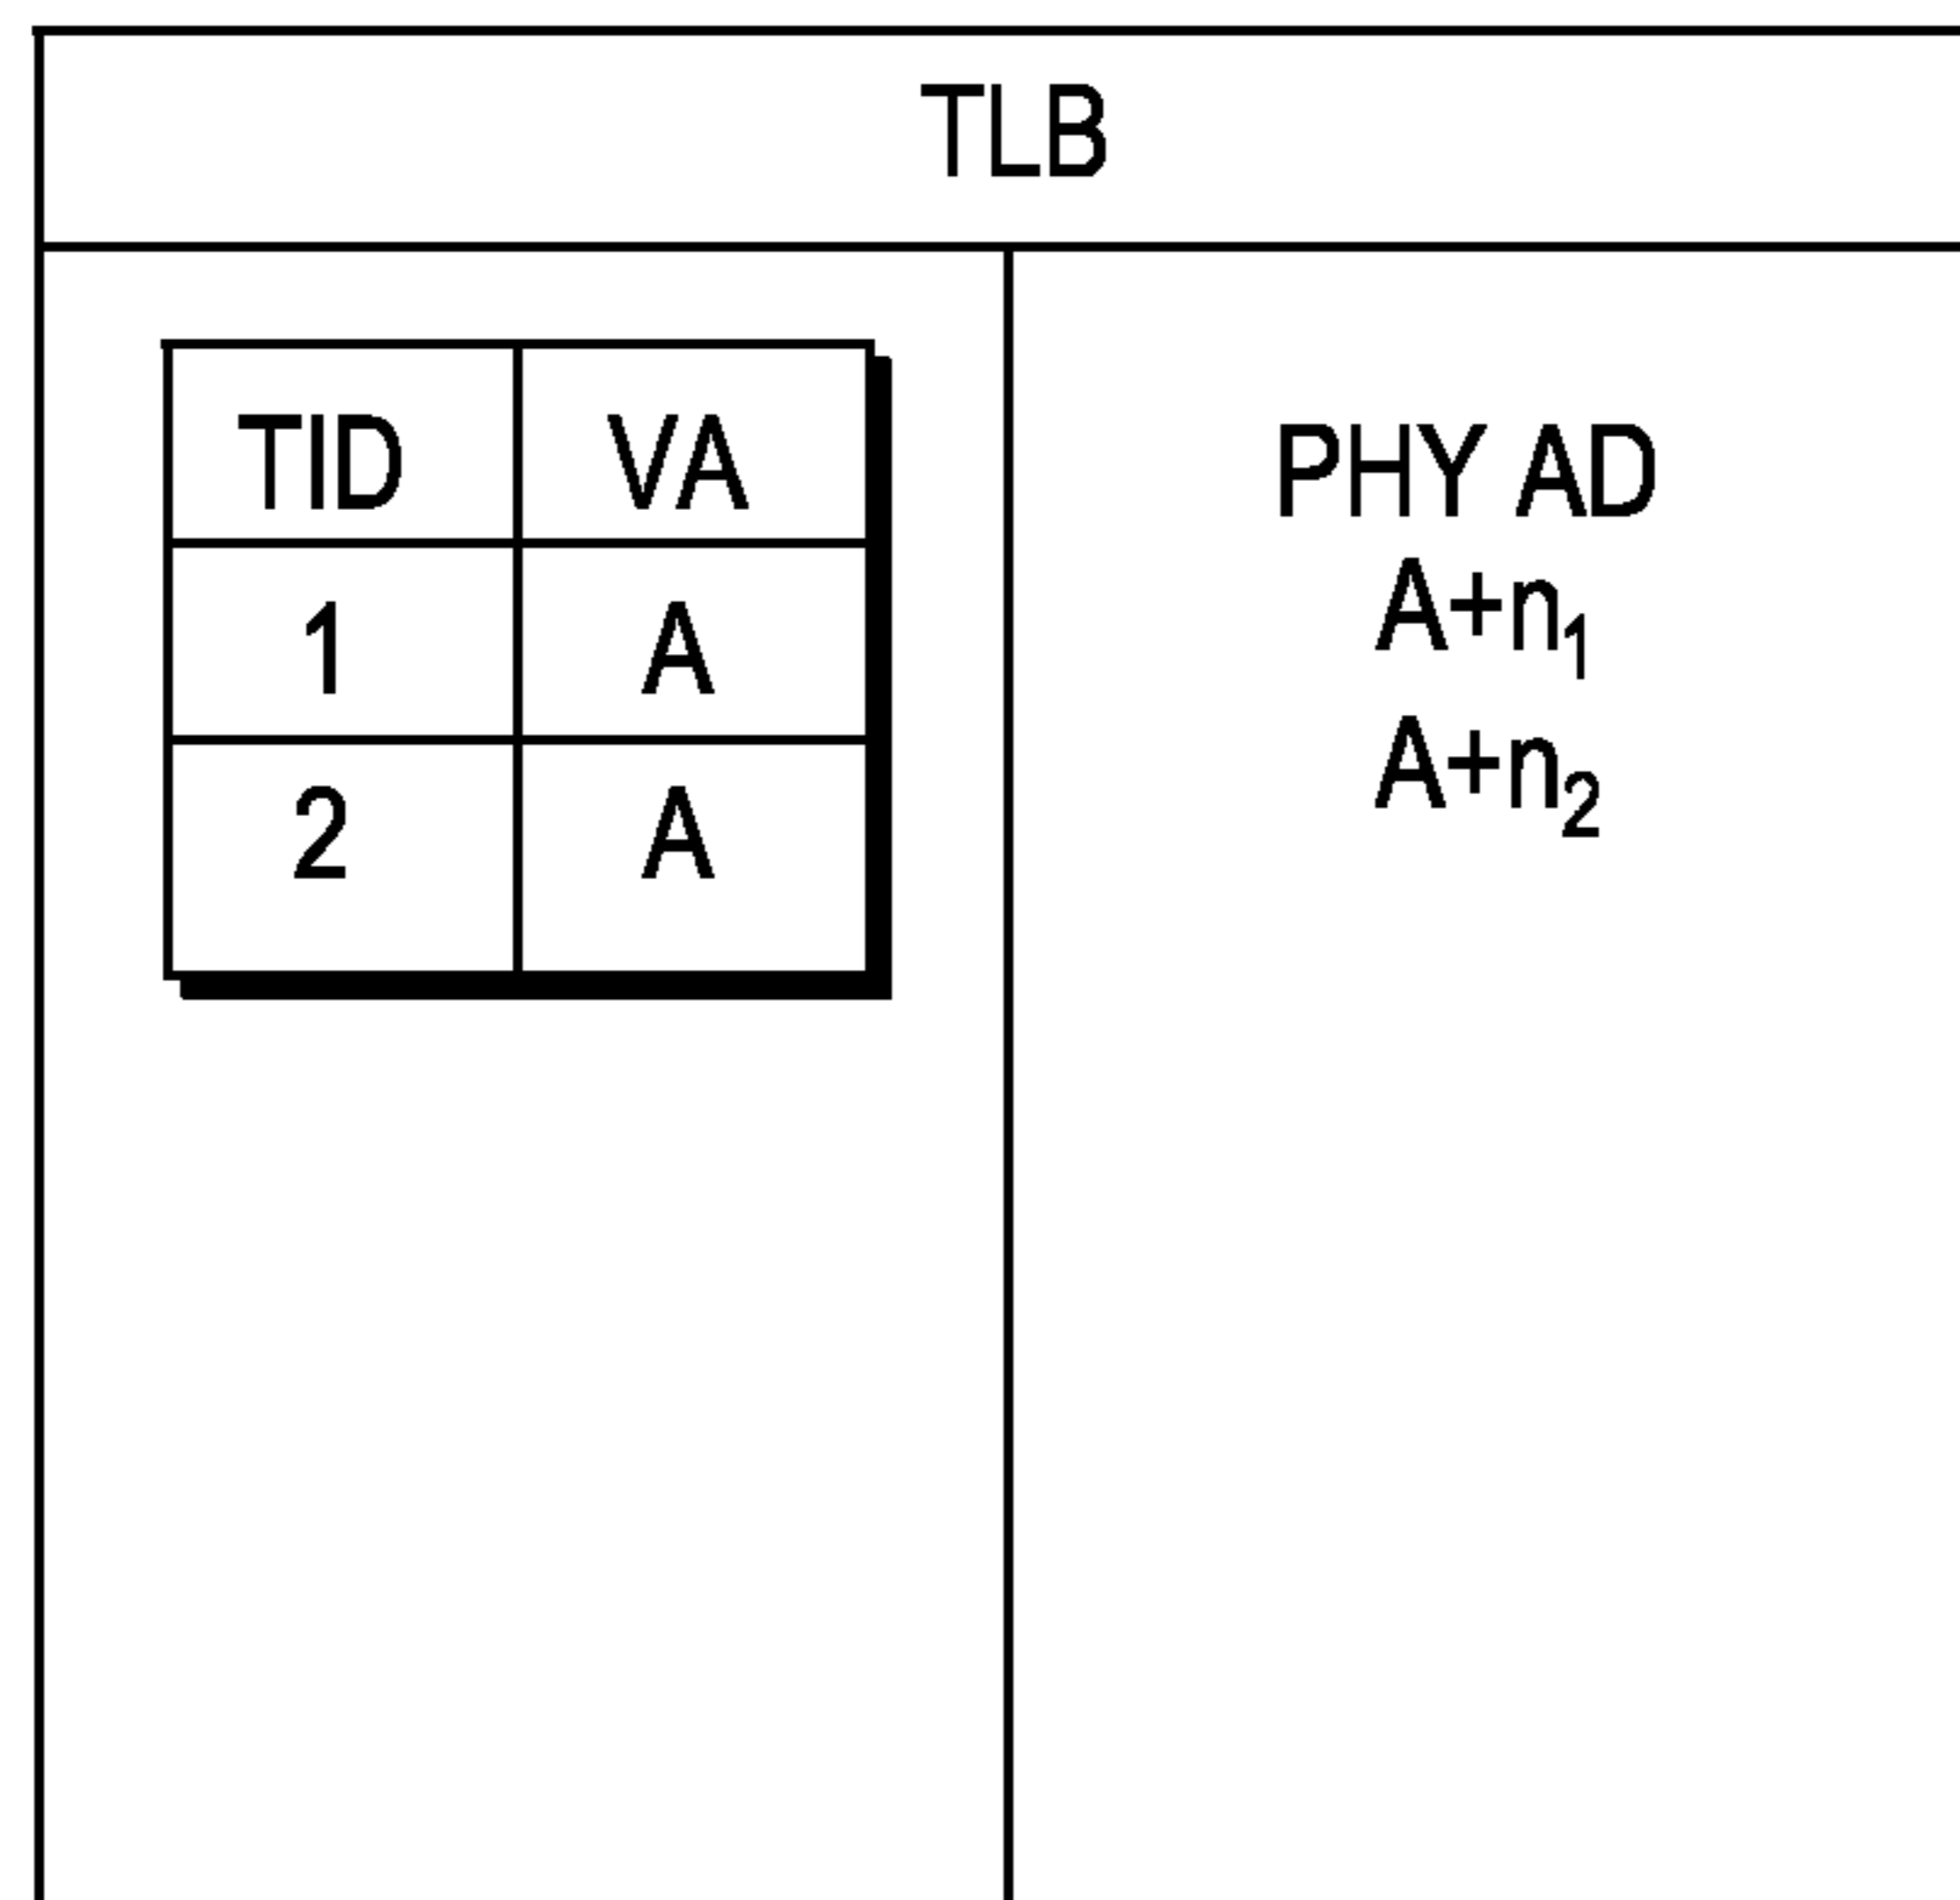 TLB
TID VA
1 A
2 A
PHY AD
A+n₁
A+n₂